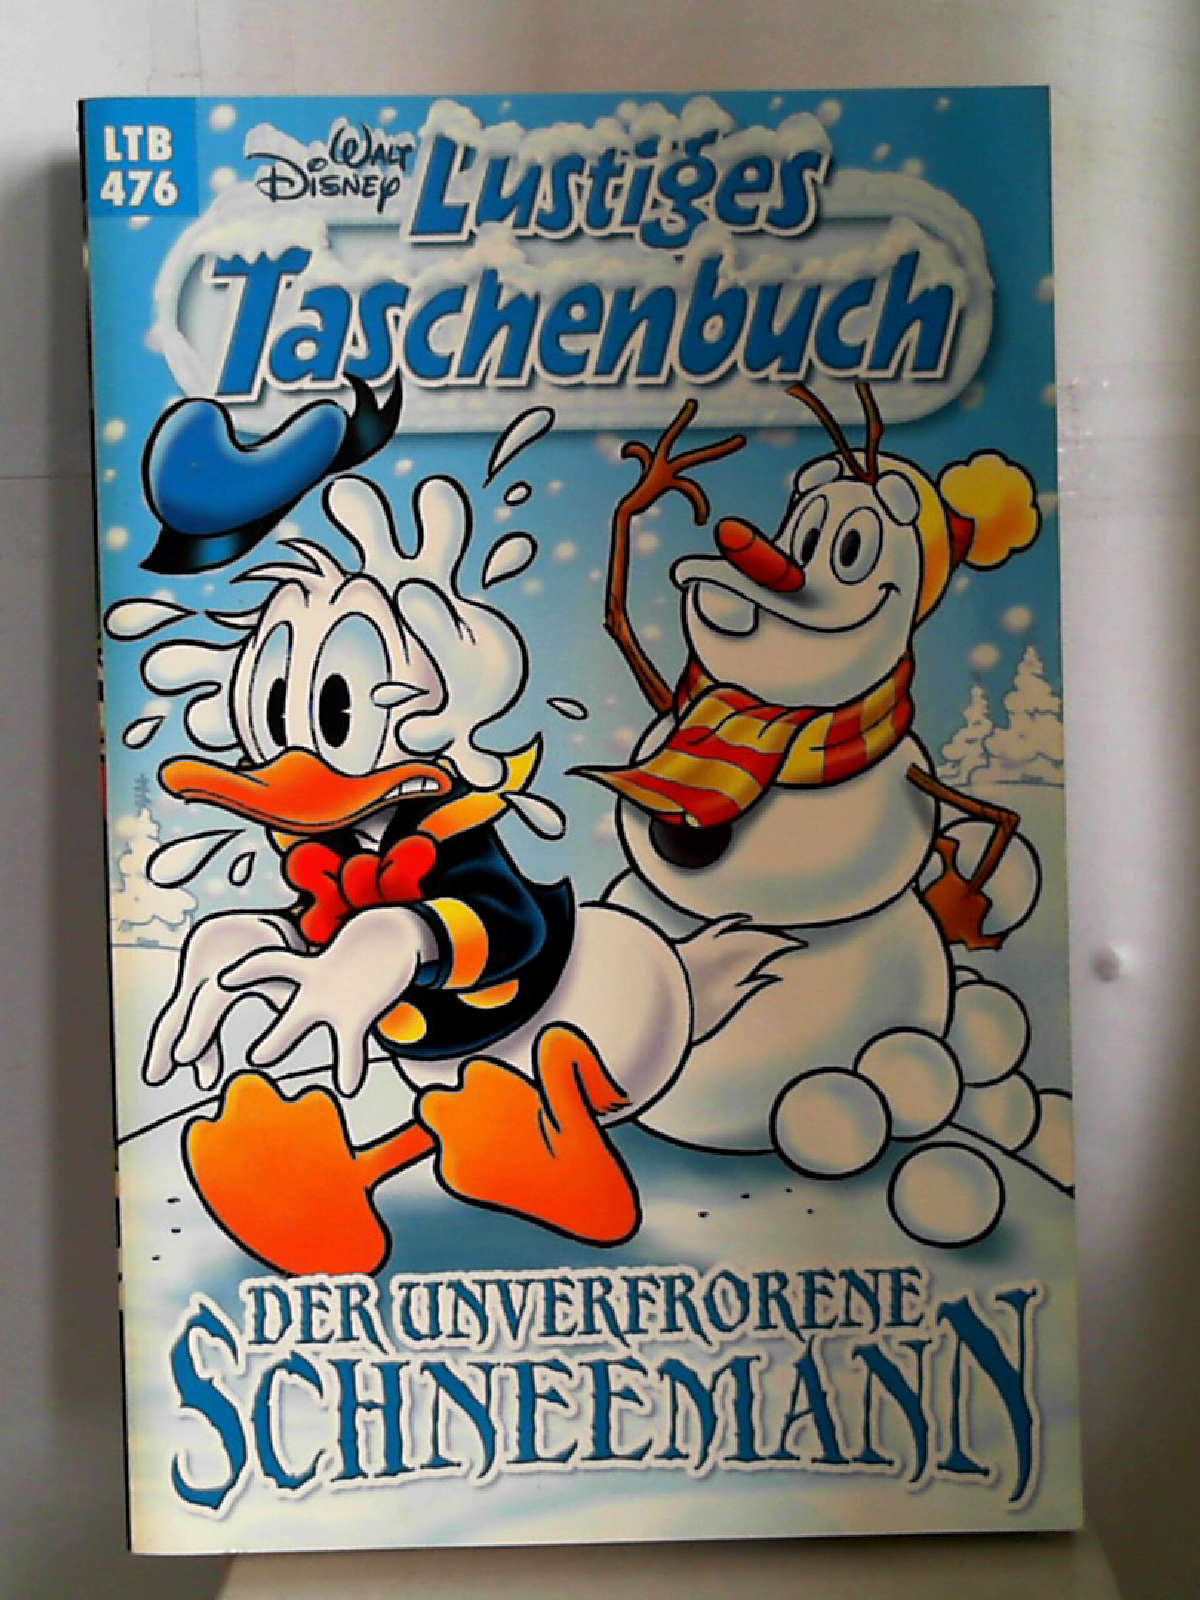 LTB
476
Walt
Disney
Lustiges
Taschenbuch
DER UNVERFRORENE
SCHNEEMANN